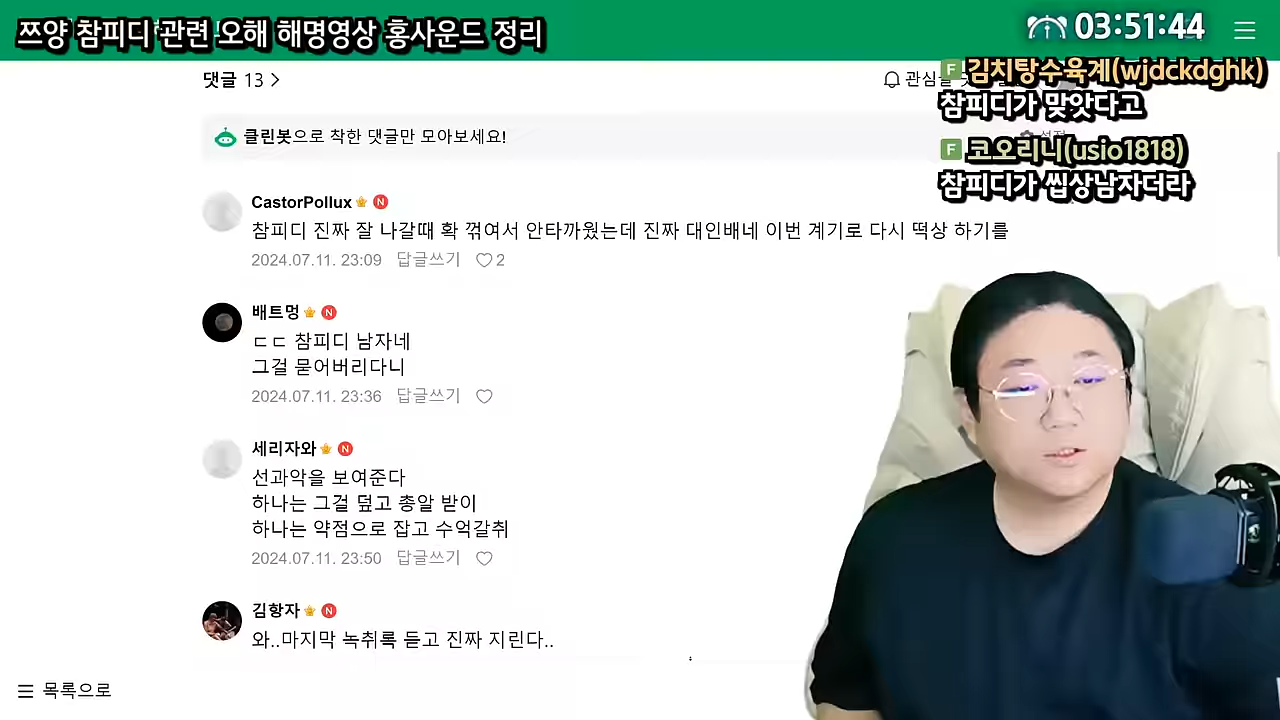 쯔양 참피디 관련 오해 해명영상 홍사운드 정리
03:51:44
댓글 13
김치탕수육계(wjdckdghk)
참피디가 맞앗다고
클린봇으로 착한 댓글만 모아보세요!
코오리니(usio1818)
참피디가 씹상남자더라
CastorPollux
참피디 진짜 잘 나갈때 확 꺾여서 안타까웠는데 진짜 대인배네 이번 계기로 다시 떡상 하기를
2024.07.11. 23:09 답글쓰기 2
배트멍
ㄷㄷ 참피디 남자네
그걸 묻어버리다니
2024.07.11. 23:36 답글쓰기
세리자와
선과악을 보여준다
하나는 그걸 덮고 총알 받이
하나는 약점으로 잡고 수억갈취
2024.07.11. 23:50 답글쓰기
김항자
와..마지막 녹취록 듣고 진짜 지린다..
목록으로